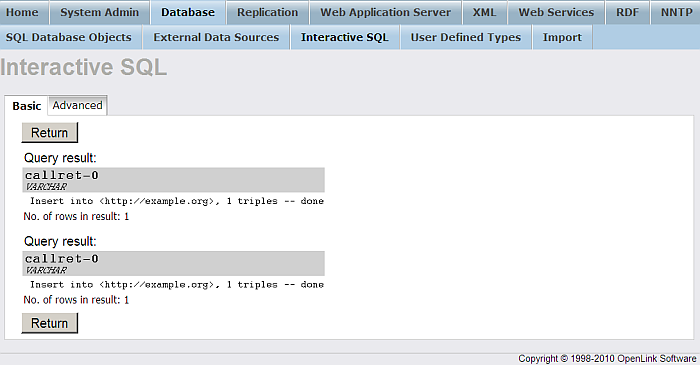 Home System Admin Database Replication Web Application Server XML Web Services RDF NNTP
SQL Database Objects External Data Sources Interactive SQL User Defined Types Import
Interactive SQL
Basic Advanced
Return
Query result:
callret-0
VARCHAR
Insert into <http://example.org>, 1 triples -- done
No. of rows in result: 1
Query result:
callret-0
VARCHAR
Insert into <http://example.org>, 1 triples -- done
No. of rows in result: 1
Return
Copyright © 1998-2010 OpenLink Software